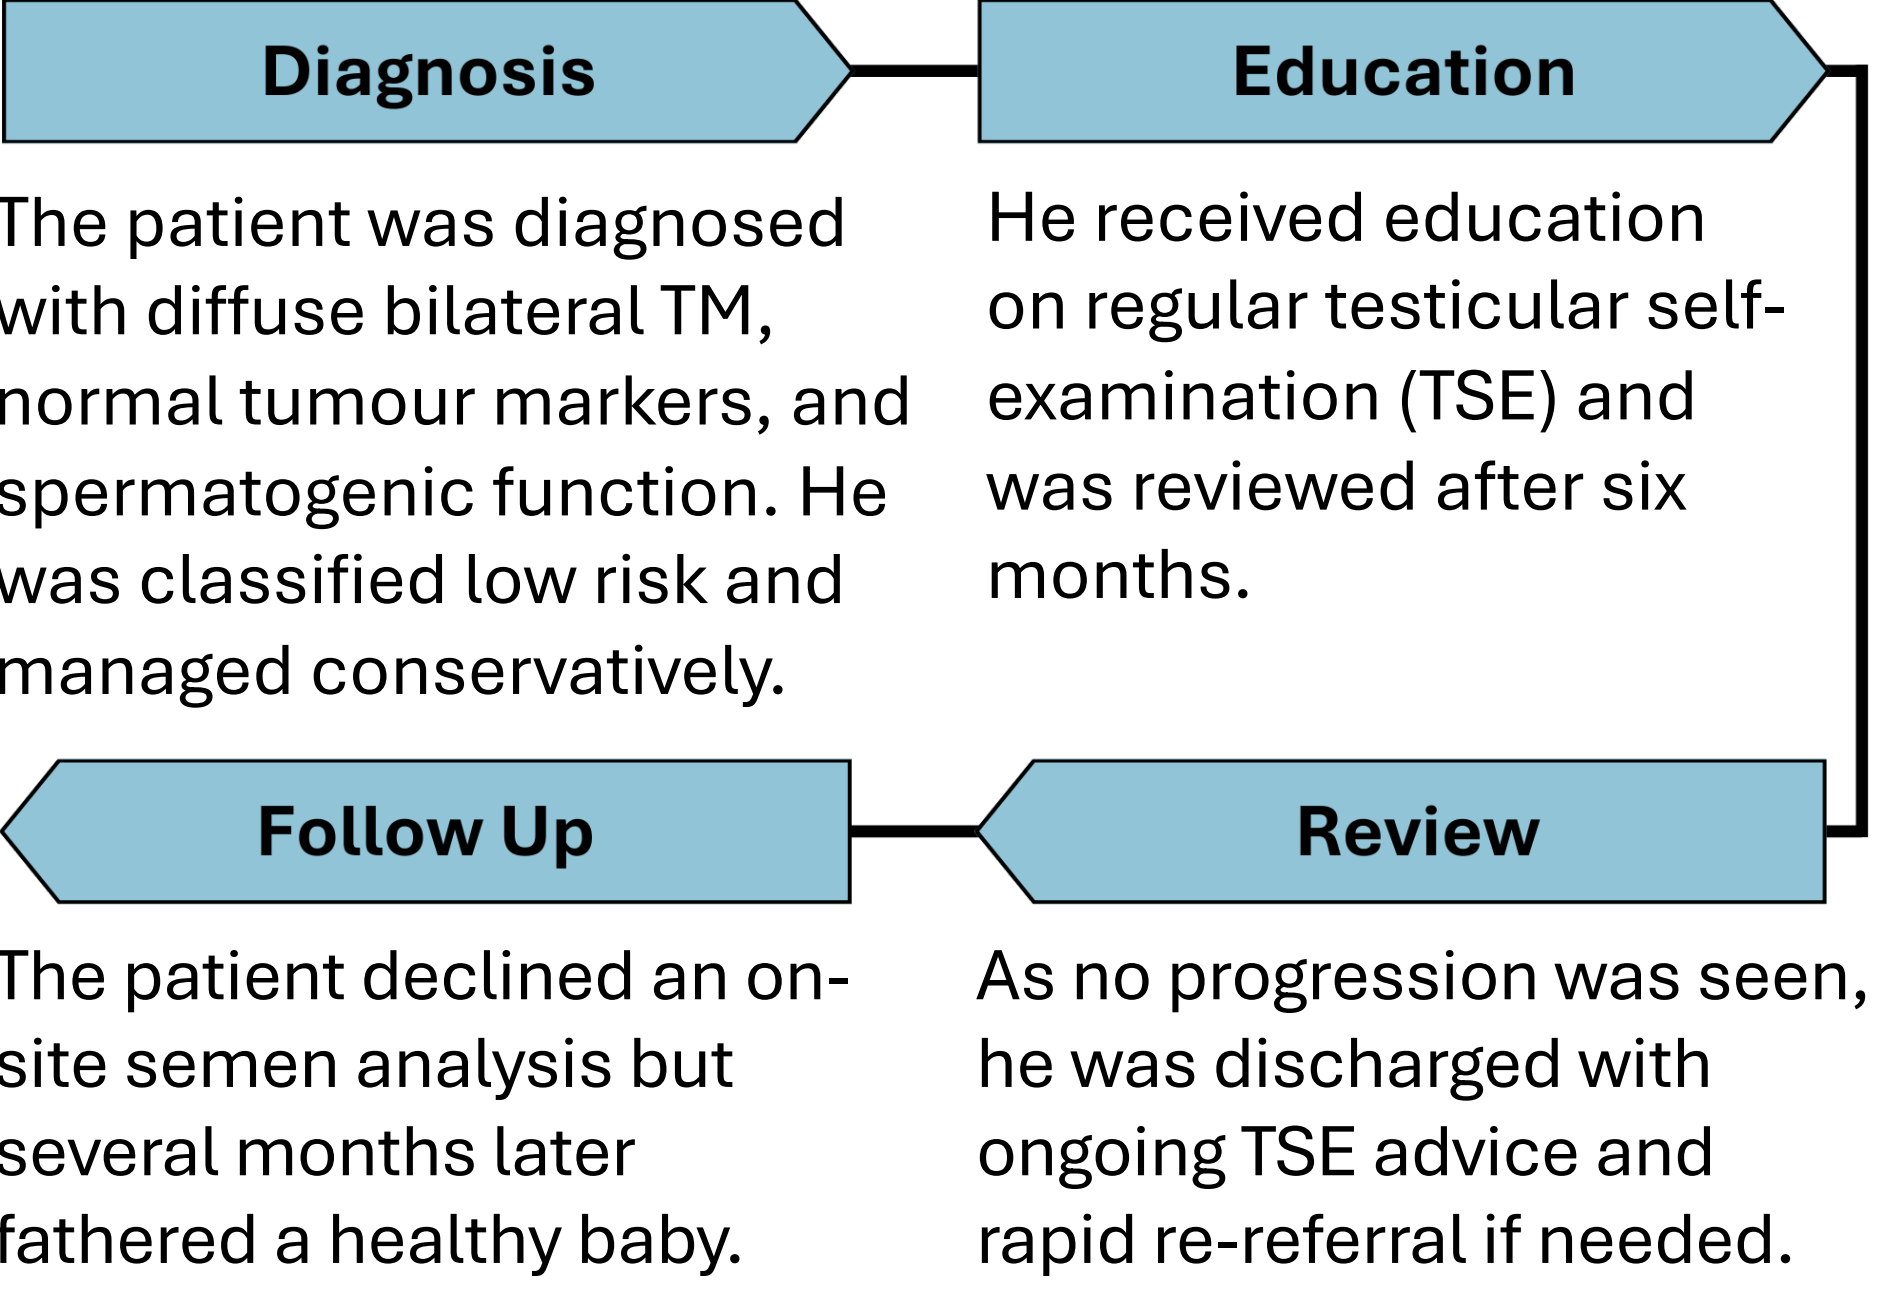 Diagnosis
The patient was diagnosed
with diffuse bilateral TM,
normal tumour markers, and
spermatogenic function. He
was classified low risk and
managed conservatively.
Education
He received education
on regular testicular self-
examination (TSE) and
was reviewed after six
months.
Review
As no progression was seen,
he was discharged with
ongoing TSE advice and
rapid re-referral if needed.
Follow Up
The patient declined an on-
site semen analysis but
several months later
fathered a healthy baby.